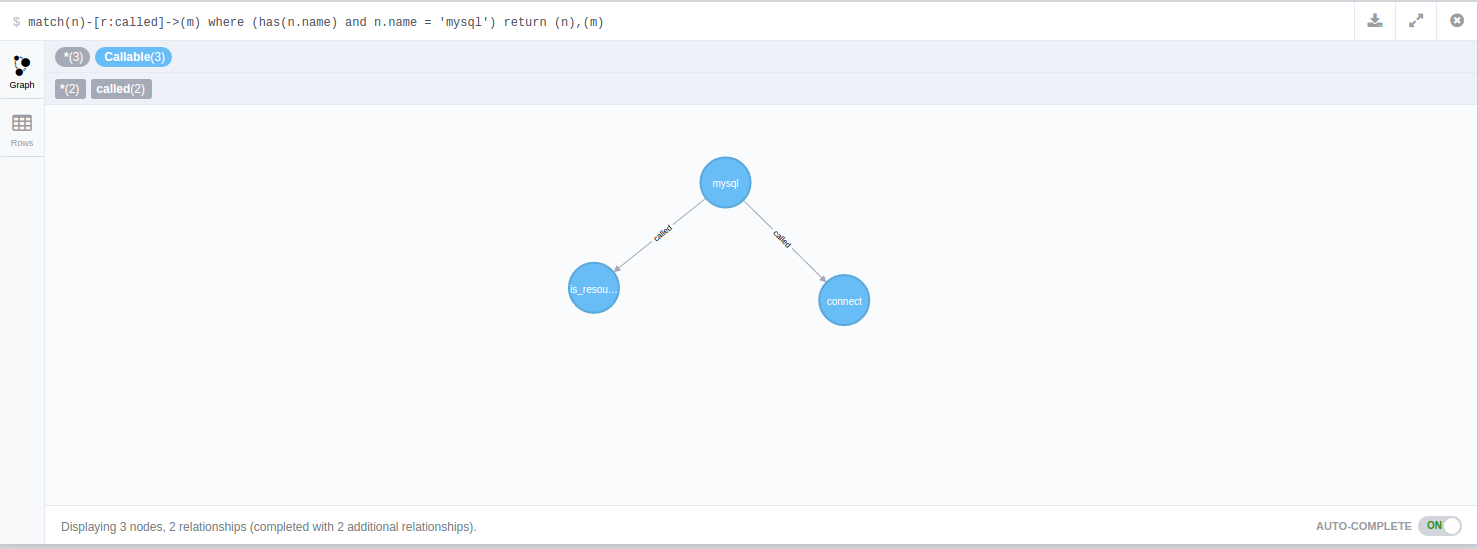 $ match(n)-[r:called]->(m) where (has(n.name) and n.name = 'mysql') return (n),(m)
Graph
Rows
*(3) Callable(3)
*(2) called(2)
mysql
called
called
is_resou...
connect
Displaying 3 nodes, 2 relationships (completed with 2 additional relationships).
AUTO-COMPLETE ON